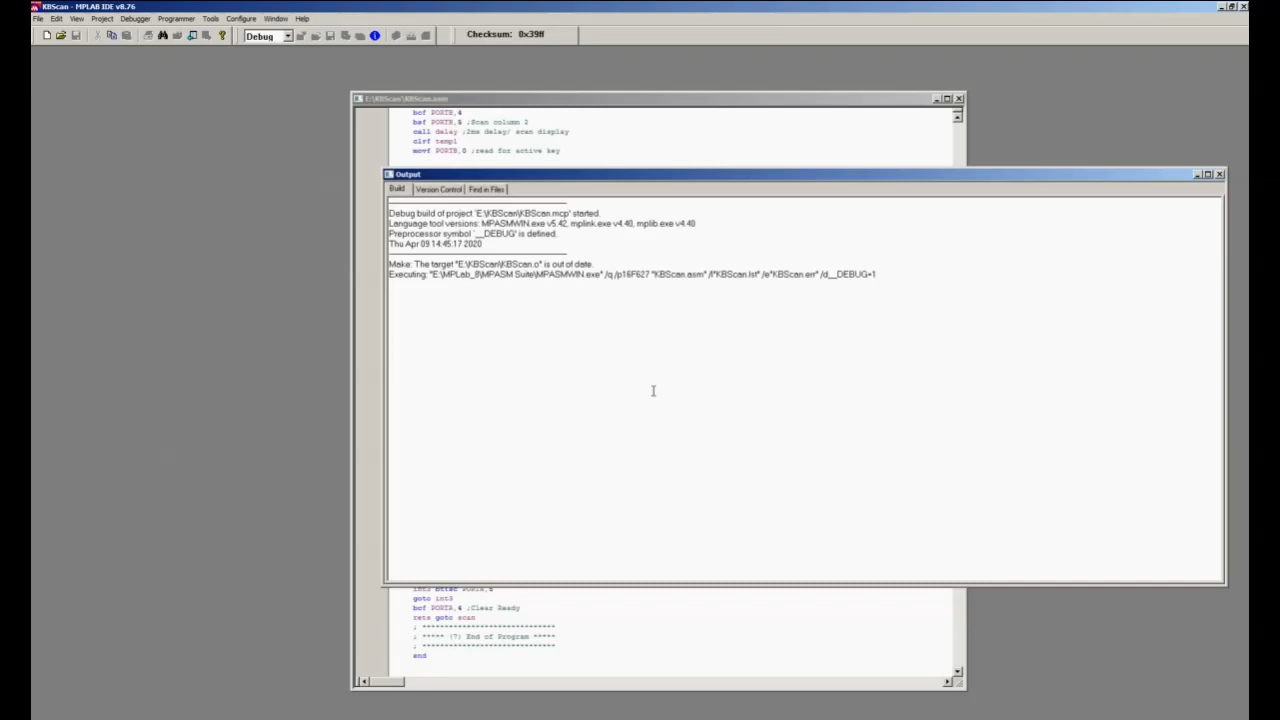 KBScan - MPLAB IDE v8.76
File Edit View Project Debugger Programmer Tools Configure Window Help
Debug
Checksum: 0x39ff
E:\KBScan\KBScan.asm
bcf PORTB,4
bsf PORTB,5 ;Scan column 2
call delay ;2ms delay/ scan display
clrf temp1
movf PORTB,0 ;read for active key
Output
Build Version Control Find in Files
Debug build of project `E:\KBScan\KBScan.mcp' started.
Language tool versions: MPASMWIN.exe v5.42, mplink.exe v4.40, mplib.exe v4.40
Preprocessor symbol `__DEBUG' is defined.
Thu Apr 09 14:45:17 2020
Make: The target "E:\KBScan\KBScan.o" is out of date.
Executing: "E:\MPLab_8\MPASM Suite\MPASMWIN.exe" /q /p16F627 "KBScan.asm" /l"KBScan.lst" /e"KBScan.err" /d__DEBUG=1
goto int3
bcf PORTA,4 ;Clear Ready
rets goto scan
; *****************************
; ***** (7) End of Program *****
; *****************************
end